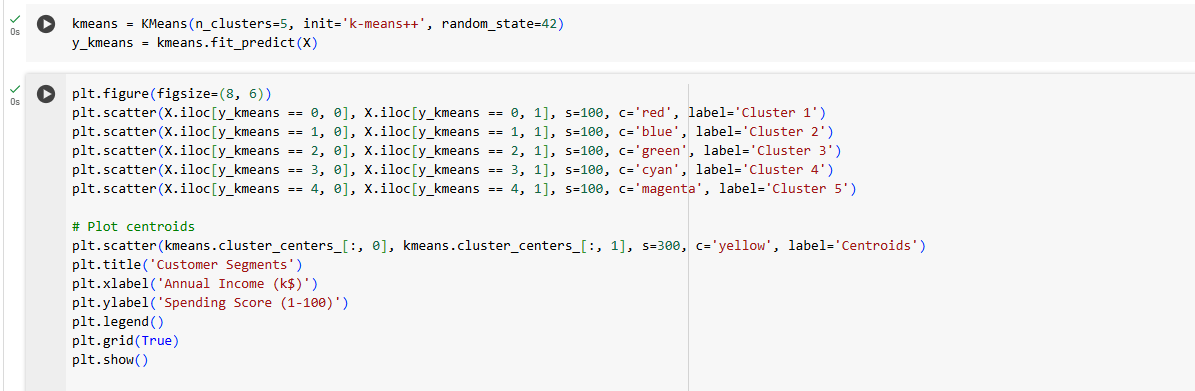 0s
kmeans = KMeans(n_clusters=5, init='k-means++', random_state=42)
y_kmeans = kmeans.fit_predict(X)
0s
plt.figure(figsize=(8, 6))
plt.scatter(X.iloc[y_kmeans == 0, 0], X.iloc[y_kmeans == 0, 1], s=100, c='red', label='Cluster 1')
plt.scatter(X.iloc[y_kmeans == 1, 0], X.iloc[y_kmeans == 1, 1], s=100, c='blue', label='Cluster 2')
plt.scatter(X.iloc[y_kmeans == 2, 0], X.iloc[y_kmeans == 2, 1], s=100, c='green', label='Cluster 3')
plt.scatter(X.iloc[y_kmeans == 3, 0], X.iloc[y_kmeans == 3, 1], s=100, c='cyan', label='Cluster 4')
plt.scatter(X.iloc[y_kmeans == 4, 0], X.iloc[y_kmeans == 4, 1], s=100, c='magenta', label='Cluster 5')
# Plot centroids
plt.scatter(kmeans.cluster_centers_[:, 0], kmeans.cluster_centers_[:, 1], s=300, c='yellow', label='Centroids')
plt.title('Customer Segments')
plt.xlabel('Annual Income (k$)')
plt.ylabel('Spending Score (1-100)')
plt.legend()
plt.grid(True)
plt.show()